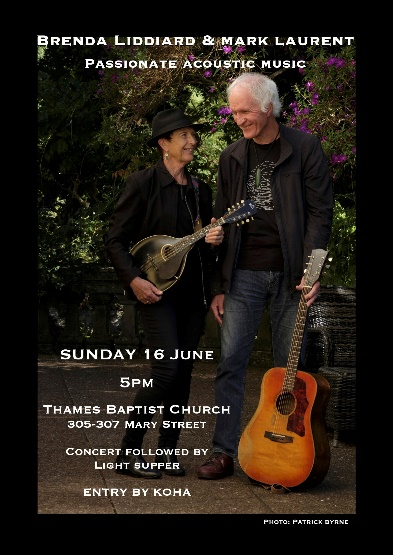 Brenda Liddiard & Mark Laurent
Passionate acoustic music
SUNDAY 16 June
5pm
Thames Baptist Church
305-307 Mary Street
Concert followed by
Light supper
entry by koha
Photo: Patrick Byrne